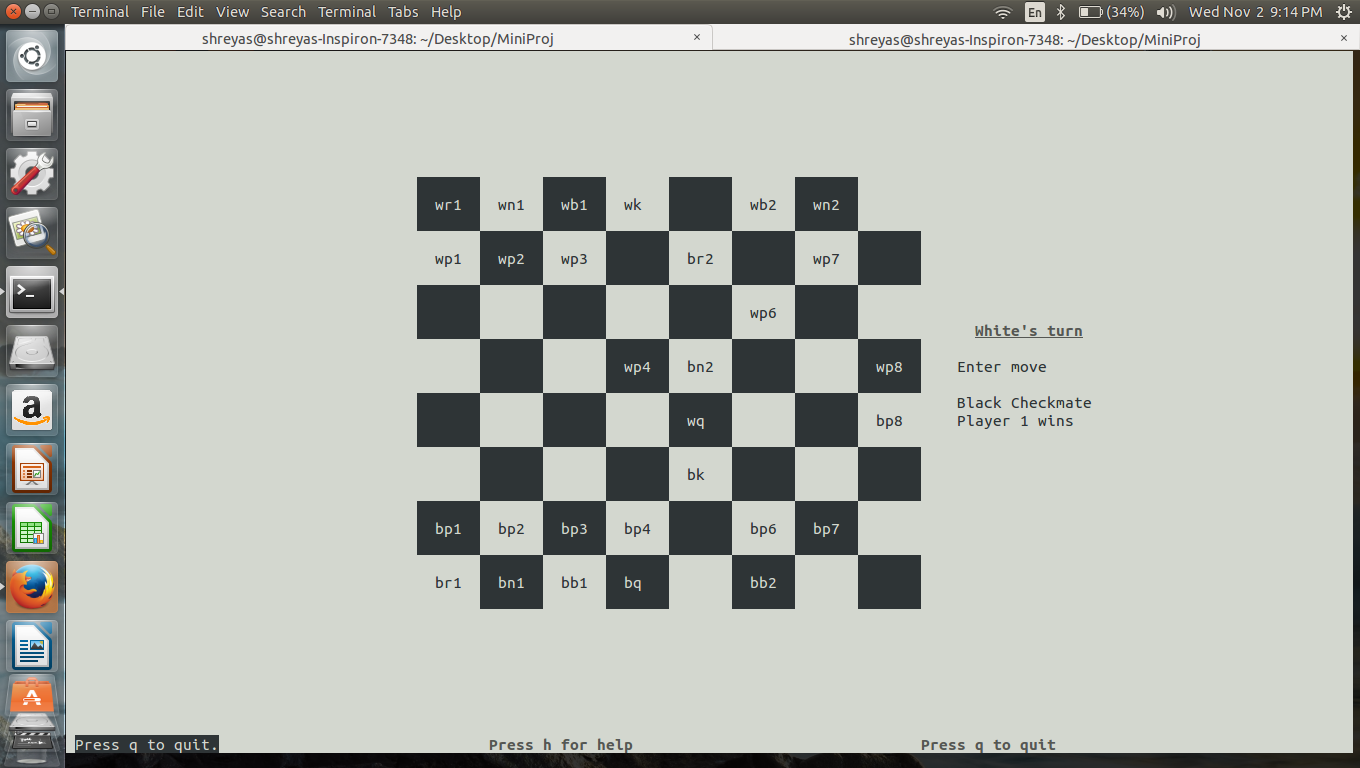 Terminal File Edit View Search Terminal Tabs Help En (34%) Wed Nov 2 9:14 PM
shreyas@shreyas-Inspiron-7348: ~/Desktop/MiniProj × shreyas@shreyas-Inspiron-7348: ~/Desktop/MiniProj ×
wr1 wn1 wb1 wk wb2 wn2
wp1 wp2 wp3 br2 wp7
wp6
White's turn
wp4 bn2 wp8 Enter move
Black Checkmate
wq bp8 Player 1 wins
bk
bp1 bp2 bp3 bp4 bp6 bp7
br1 bn1 bb1 bq bb2
Press q to quit. Press h for help Press q to quit